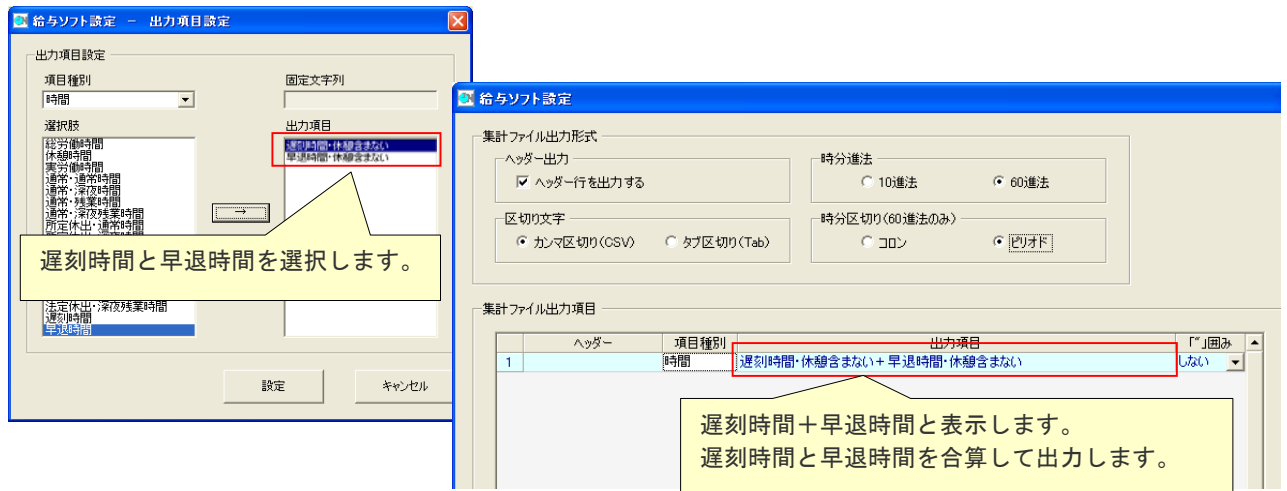 給与ソフト設定 － 出力項目設定
出力項目設定
項目種別
固定文字列
時間
選択肢
出力項目
総労働時間
休憩時間
実労働時間
通常・通常時間
通常・深夜時間
通常・残業時間
通常・深夜残業時間
所定休出・通常時間
遅刻時間・休憩含まない
早退時間・休憩含まない
→
遅刻時間と早退時間を選択します。
法定休出・深夜残業時間
遅刻時間
早退時間
設定
キャンセル
給与ソフト設定
集計ファイル出力形式
ヘッダー出力
ヘッダー行を出力する
時分進法
10進法
60進法
区切り文字
カンマ区切り(CSV)
タブ区切り(Tab)
時分区切り(60進法のみ)
コロン
ピリオド
集計ファイル出力項目
ヘッダー 項目種別 出力項目 「"」囲み
1 時間 遅刻時間・休憩含まない＋早退時間・休憩含まない しない
遅刻時間＋早退時間と表示します。
遅刻時間と早退時間を合算して出力します。